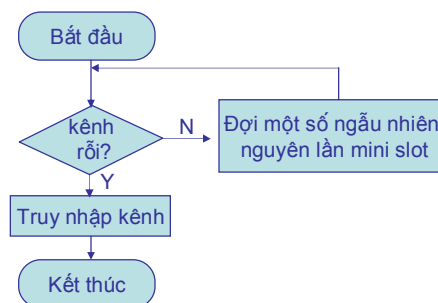 Bắt đầu
kênh
rỗi?
N
Đợi một số ngẫu nhiên
nguyên lần mini slot
Y
Truy nhập kênh
Kết thúc